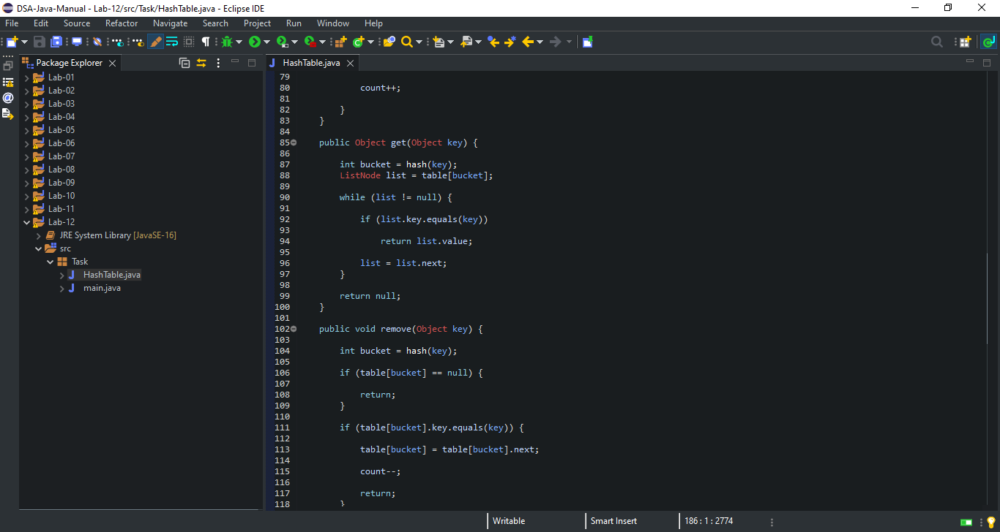 DSA-Java-Manual - Lab-12/src/Task/HashTable.java - Eclipse IDE
File Edit Source Refactor Navigate Search Project Run Window Help
Package Explorer
Lab-01
Lab-02
Lab-03
Lab-04
Lab-05
Lab-06
Lab-07
Lab-08
Lab-09
Lab-10
Lab-11
Lab-12
JRE System Library [JavaSE-16]
src
Task
HashTable.java
main.java
HashTable.java
79
80 count++;
81
82 }
83 }
84
85 public Object get(Object key) {
86
87 int bucket = hash(key);
88 ListNode list = table[bucket];
89
90 while (list != null) {
91
92 if (list.key.equals(key))
93
94 return list.value;
95
96 list = list.next;
97 }
98
99 return null;
100 }
101
102 public void remove(Object key) {
103
104 int bucket = hash(key);
105
106 if (table[bucket] == null) {
107
108 return;
109 }
110
111 if (table[bucket].key.equals(key)) {
112
113 table[bucket] = table[bucket].next;
114
115 count--;
116
117 return;
118 }
Writable Smart Insert 186 : 1 : 2774